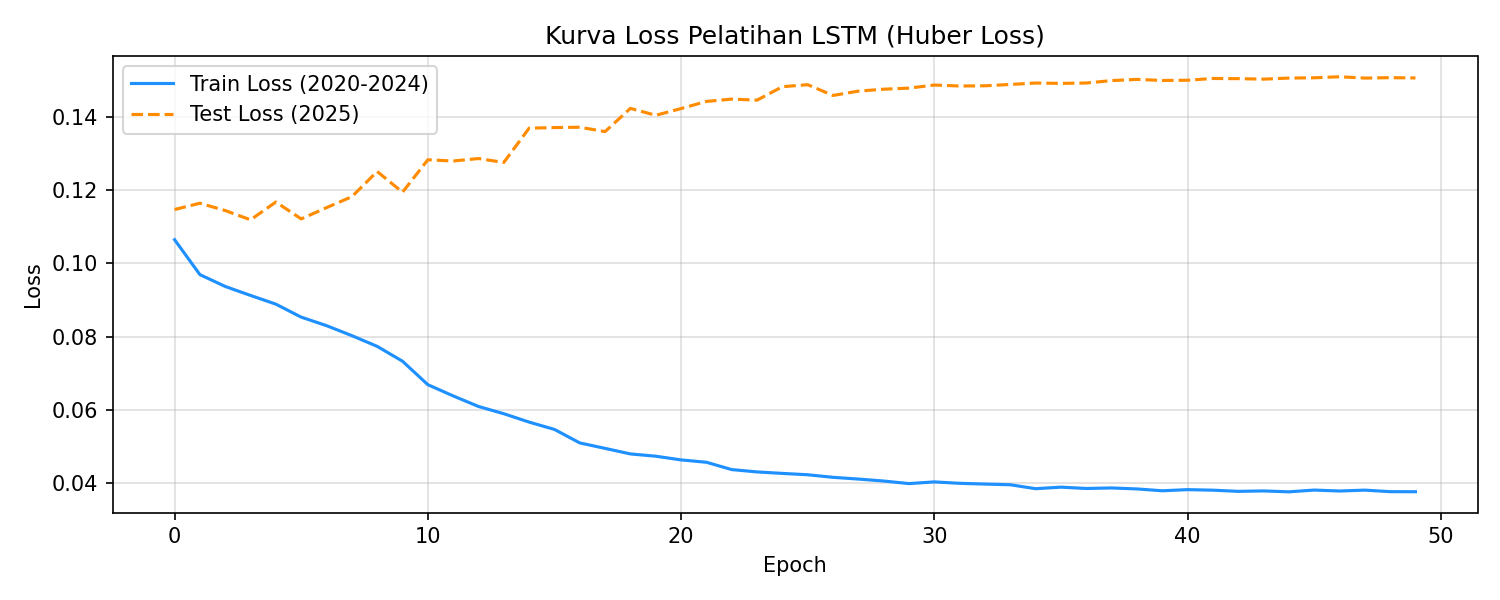 Kurva Loss Pelatihan LSTM (Huber Loss)
Train Loss (2020-2024)
Test Loss (2025)
Loss
0.14
0.12
0.10
0.08
0.06
0.04
0 10 20 30 40 50
Epoch